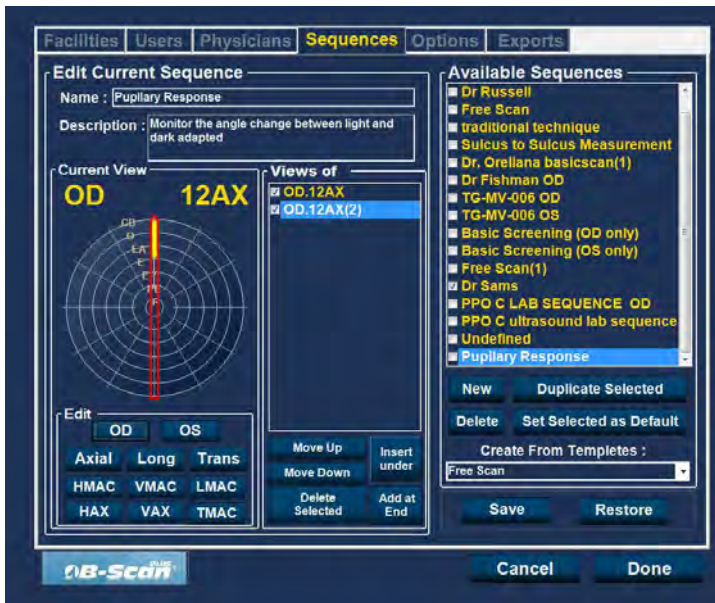 Facilities Users Physicians Sequences Options Exports
Edit Current Sequence
Name : Pupilary Response
Description : Monitor the angle change between light and
dark adapted
Current View
OD 12AX
CB
O
LA
E
E
PE
P
Edit
OD OS
Axial Long Trans
HMAC VMAC LMAC
HAX VAX TMAC
Views of
OD.12AX
OD.12AX(2)
Move Up
Move Down
Insert
under
Delete
Selected
Add at
End
Available Sequences
Dr Russell
Free Scan
traditional technique
Sulcus to Sulcus Measurement
Dr. Orellana basicscan(1)
Dr Fishman OD
TG-MV-006 OD
TG-MV-006 OS
Basic Screening (OD only)
Basic Screening (OS only)
Free Scan(1)
Dr Sams
PPO C LAB SEQUENCE OD
PPO C ultrasound lab sequence
Undefined
Pupilary Response
New Duplicate Selected
Delete Set Selected as Default
Create From Templetes :
Free Scan
Save Restore
B-Scan PLUS
Cancel Done